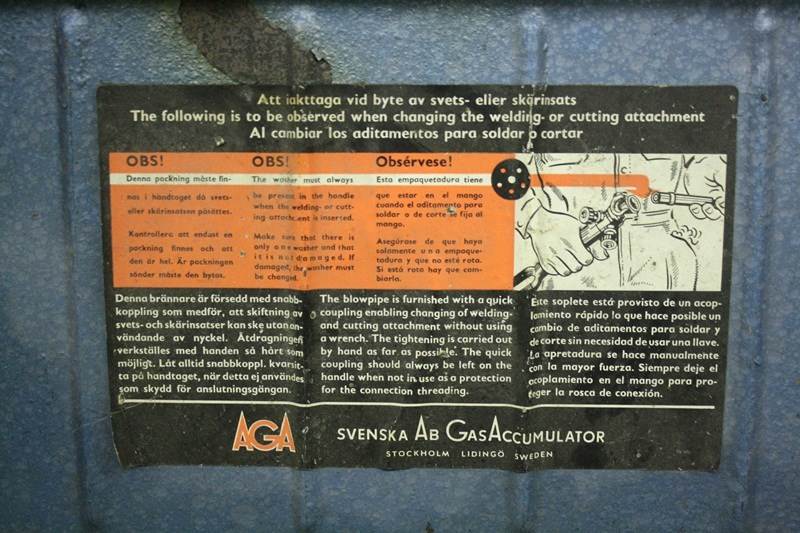 Att iakttaga vid byte av svets- eller skärinsats
The following is to be observed when changing the welding- or cutting attachment
Al cambiar los aditamentos para soldar o cortar
OBS!
Denna packning måste fin-
nas i handtaget då svets-
eller skärinsatsen påsättes.
Kontrollera att endast en
packning finnes och att
den är hel. Är packningen
sönder måste den bytas.
OBS!
The washer must always
be present in the handle
when the welding- or cutt-
ing attachment is inserted.
Make sure that there is
only one washer and that
it is not damaged. If
damaged, the washer must
be changed.
Obsérvese!
Esta empaquetadura tiene
que estar en el mango
cuando el aditamento para
soldar o de corte se fija al
mango.
Asegúrase de que haya
solamente una empaque-
tadura y que no esté rota.
Si está rota hay que cam-
biarla.
C
Denna brännare är försedd med snabb-
koppling som medför, att skiftning av
svets- och skärinsatser kan ske utan an-
vändande av nyckel. Åtdragningen
verkställes med handen så hårt som
möjligt. Låt alltid snabbkoppl. kvarsit-
ta på handtaget, när detta ej användes
som skydd för anslutningsgängan.
The blowpipe is furnished with a quick
coupling enabling changing of welding-
and cutting attachment without using
a wrench. The tightening is carried out
by hand as far as possible. The quick
coupling should always be left on the
handle when not in use as a protection
for the connection threading.
Este soplete está provisto de un acop-
lamiento rápido lo que hace posible un
cambio de aditamentos para soldar y
de corte sin necesidad de usar una llave.
La apretadura se hace manualmente
con la mayor fuerza. Siempre deje el
acoplamiento en el mango para pro-
teger la rosca de conexión.
AGA
SVENSKA AB GASACCUMULATOR
STOCKHOLM LIDINGÖ SWEDEN